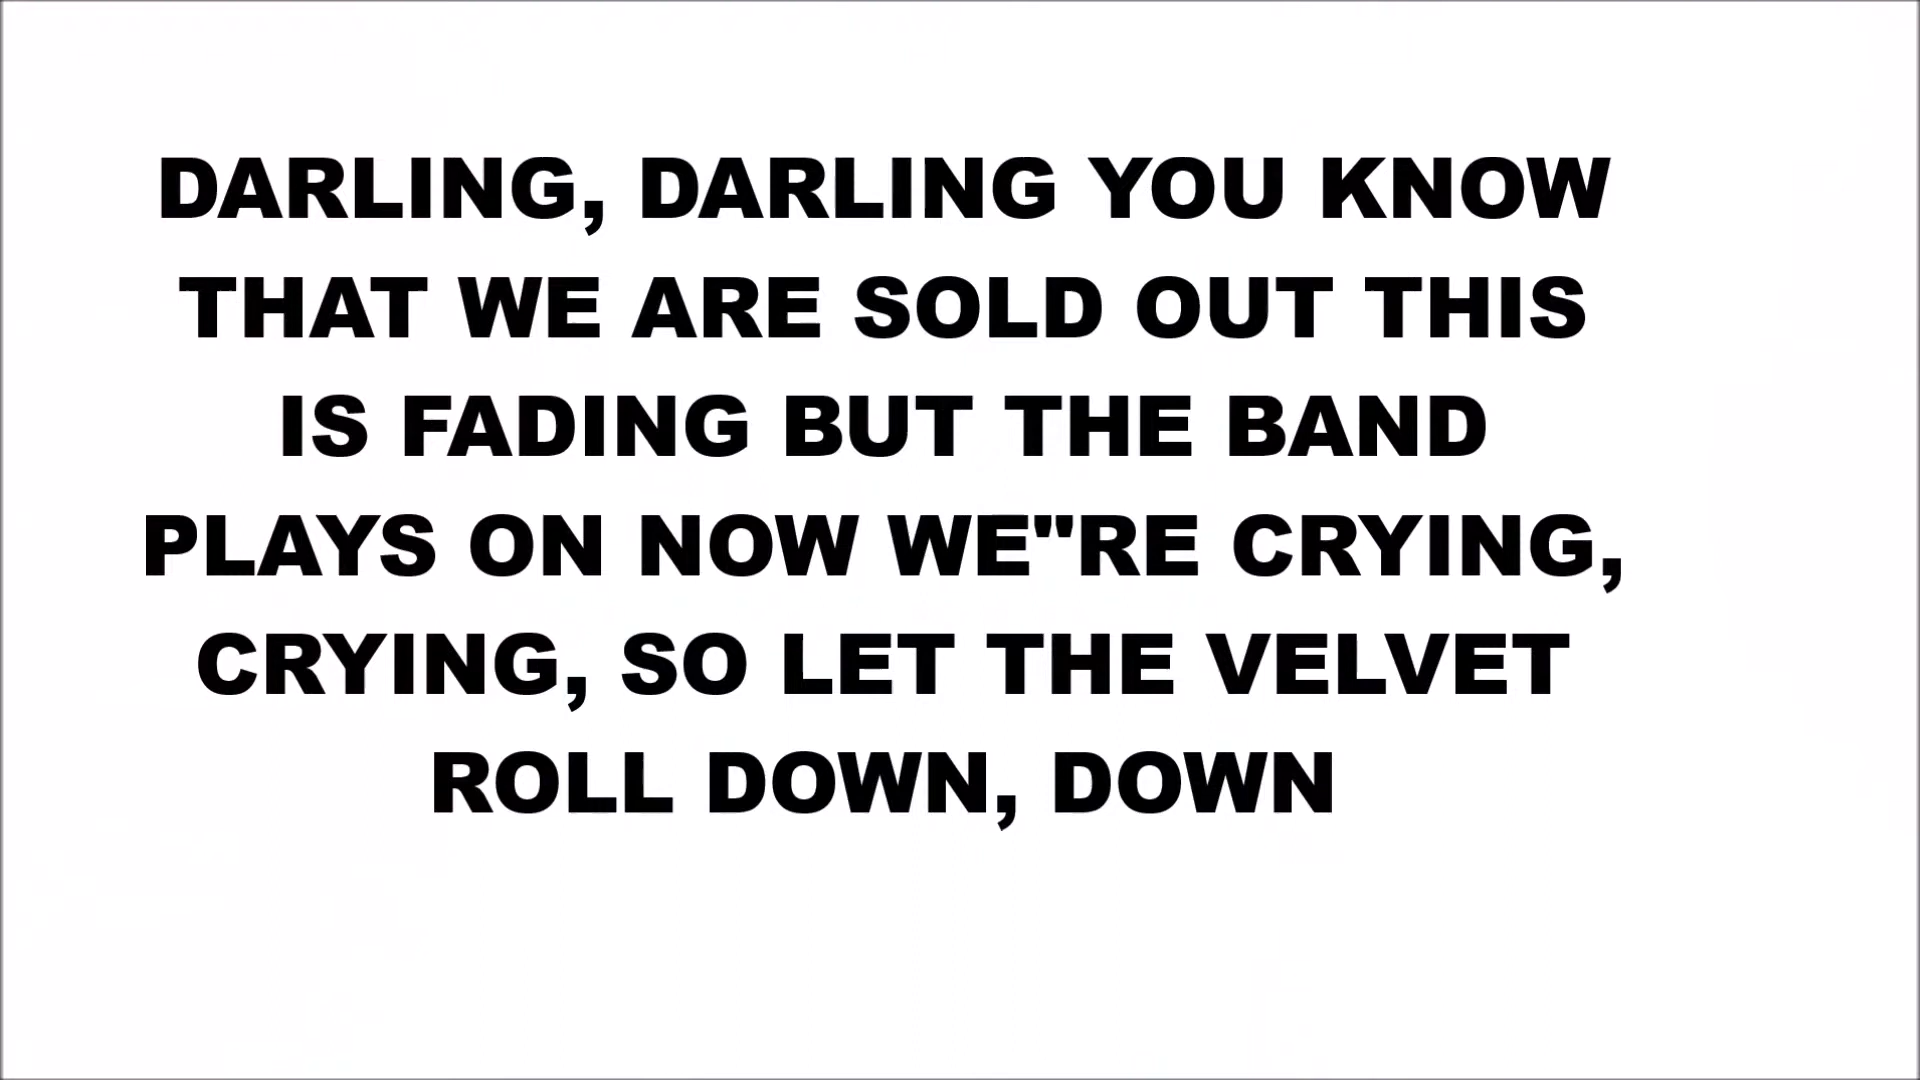 DARLING, DARLING YOU KNOW
THAT WE ARE SOLD OUT THIS
IS FADING BUT THE BAND
PLAYS ON NOW WE"RE CRYING,
CRYING, SO LET THE VELVET
ROLL DOWN, DOWN